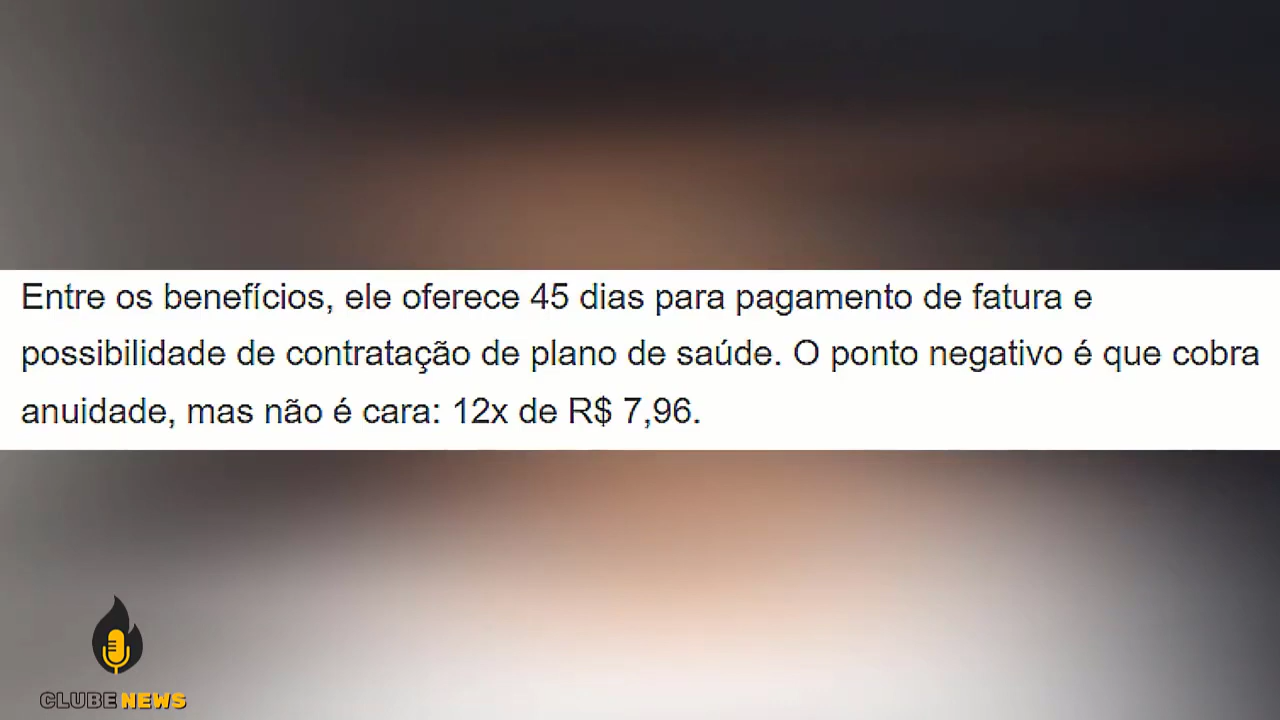 Entre os benefícios, ele oferece 45 dias para pagamento de fatura e
possibilidade de contratação de plano de saúde. O ponto negativo é que cobra
anuidade, mas não é cara: 12x de R$ 7,96.
CLUBE NEWS